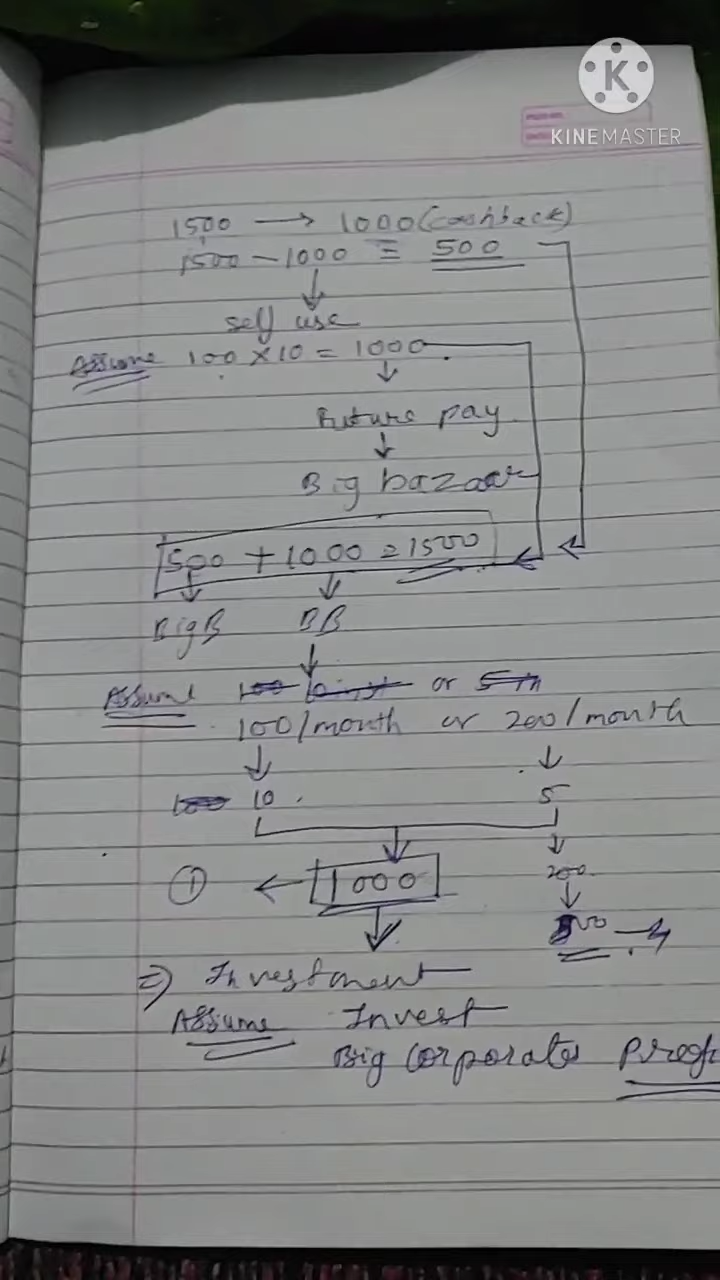 K
KINEMASTER
1500 → 1000 (cashback)
1500 - 1000 = 500
↓
self use
Assume 100 × 10 = 1000
↓
Future pay
↓
Big bazaar
500 + 1000 = 1500
↓ ↓
BigB BB
↓
Assume or
100/month or 200/month
↓ ↓
10 5
↓ ↓
① ← 1000 200
↓ ↓
⇒ Investment
Assume Invest
Big Corporates